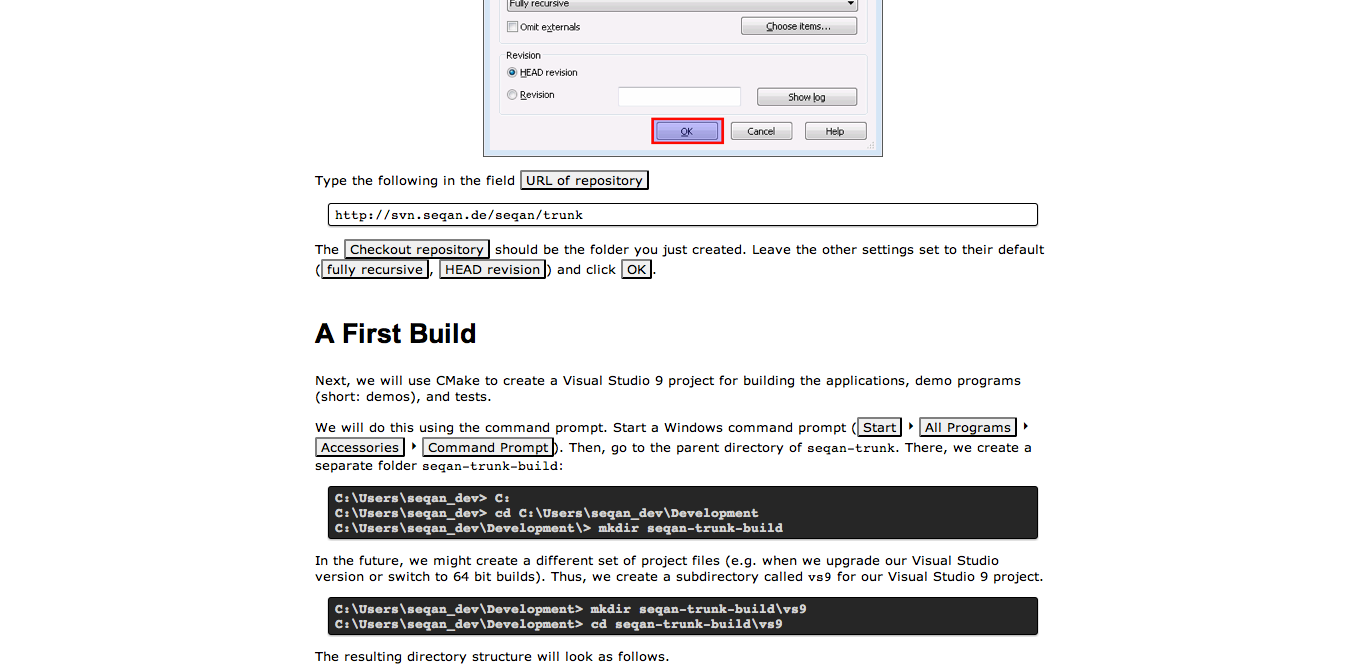 Fully recursive
Omit externals
Choose items...
Revision
HEAD revision
Revision
Show log
OK
Cancel
Help
Type the following in the field URL of repository
http://svn.seqan.de/seqan/trunk
The Checkout repository should be the folder you just created. Leave the other settings set to their default
(fully recursive, HEAD revision) and click OK.
A First Build
Next, we will use CMake to create a Visual Studio 9 project for building the applications, demo programs
(short: demos), and tests.
We will do this using the command prompt. Start a Windows command prompt (Start ‣ All Programs ‣
Accessories ‣ Command Prompt). Then, go to the parent directory of seqan-trunk. There, we create a
separate folder seqan-trunk-build:
C:\Users\seqan_dev> C:
C:\Users\seqan_dev> cd C:\Users\seqan_dev\Development
C:\Users\seqan_dev\Development\> mkdir seqan-trunk-build
In the future, we might create a different set of project files (e.g. when we upgrade our Visual Studio
version or switch to 64 bit builds). Thus, we create a subdirectory called vs9 for our Visual Studio 9 project.
C:\Users\seqan_dev\Development> mkdir seqan-trunk-build\vs9
C:\Users\seqan_dev\Development> cd seqan-trunk-build\vs9
The resulting directory structure will look as follows.